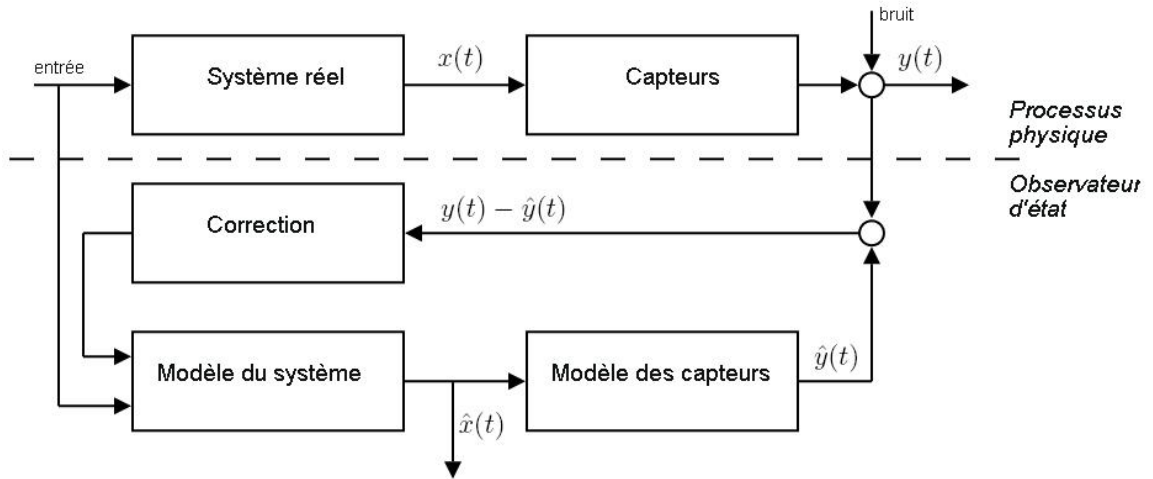 bruit
entrée
Système réel
x(t)
Capteurs
y(t)
Processus
physique
Observateur
d'état
Correction
y(t) − ŷ(t)
Modèle du système
Modèle des capteurs
ŷ(t)
x̂(t)